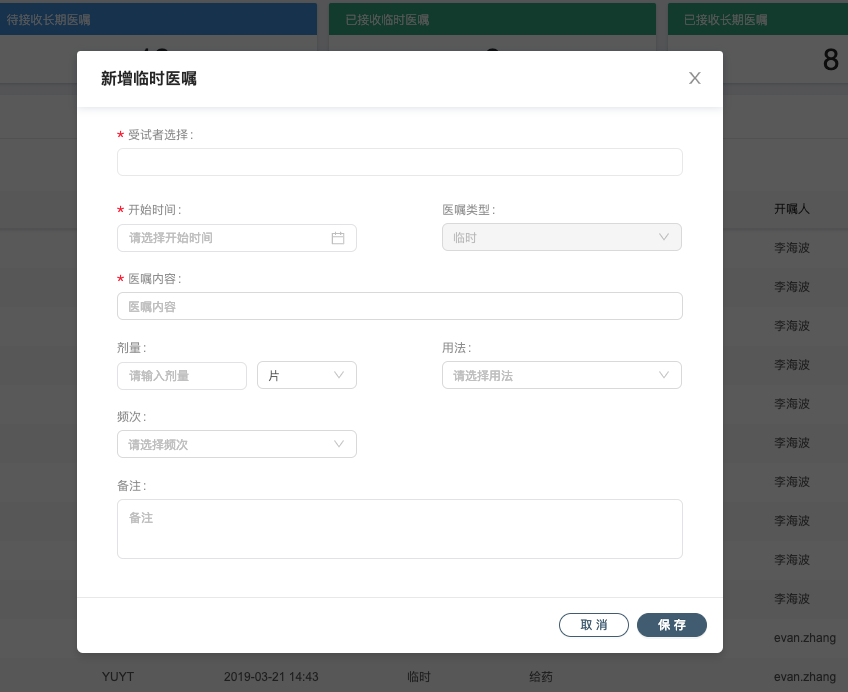 待接收长期医嘱
已接收临时医嘱
已接收长期医嘱
8
新增临时医嘱
* 受试者选择:
* 开始时间:
医嘱类型:
请选择开始时间
临时
* 医嘱内容:
医嘱内容
剂量:
用法:
请输入剂量
片
请选择用法
频次:
请选择频次
备注:
备注
取 消
保 存
开嘱人
李海波
李海波
李海波
李海波
李海波
李海波
李海波
李海波
李海波
李海波
evan.zhang
YUYT 2019-03-21 14:43 临时 给药 evan.zhang